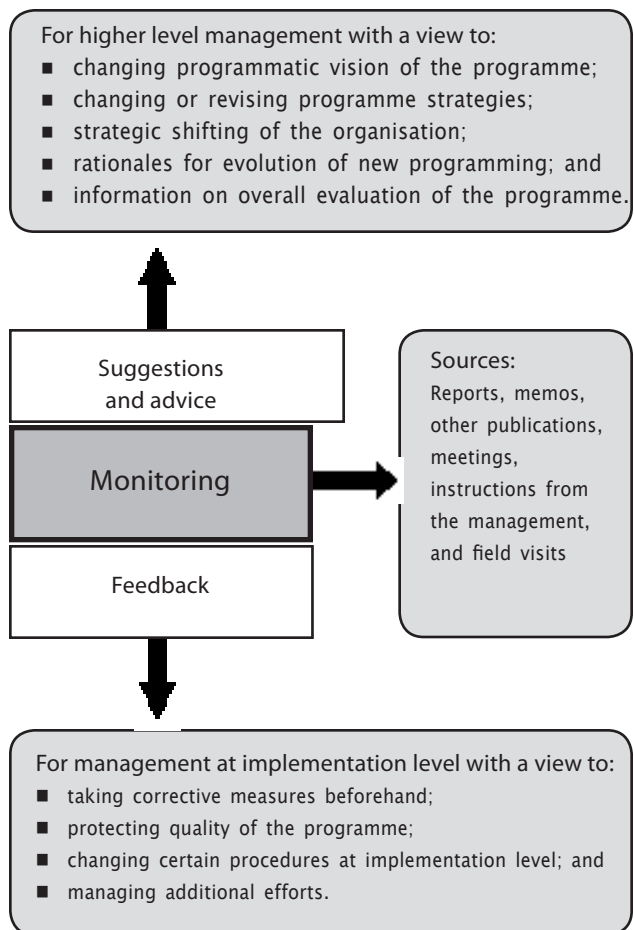 For higher level management with a view to:
■ changing programmatic vision of the programme;
■ changing or revising programme strategies;
■ strategic shifting of the organisation;
■ rationales for evolution of new programming; and
■ information on overall evaluation of the programme.
Suggestions
and advice
Monitoring
Feedback
Sources:
Reports, memos,
other publications,
meetings,
instructions from
the management,
and field visits
For management at implementation level with a view to:
■ taking corrective measures beforehand;
■ protecting quality of the programme;
■ changing certain procedures at implementation level; and
■ managing additional efforts.